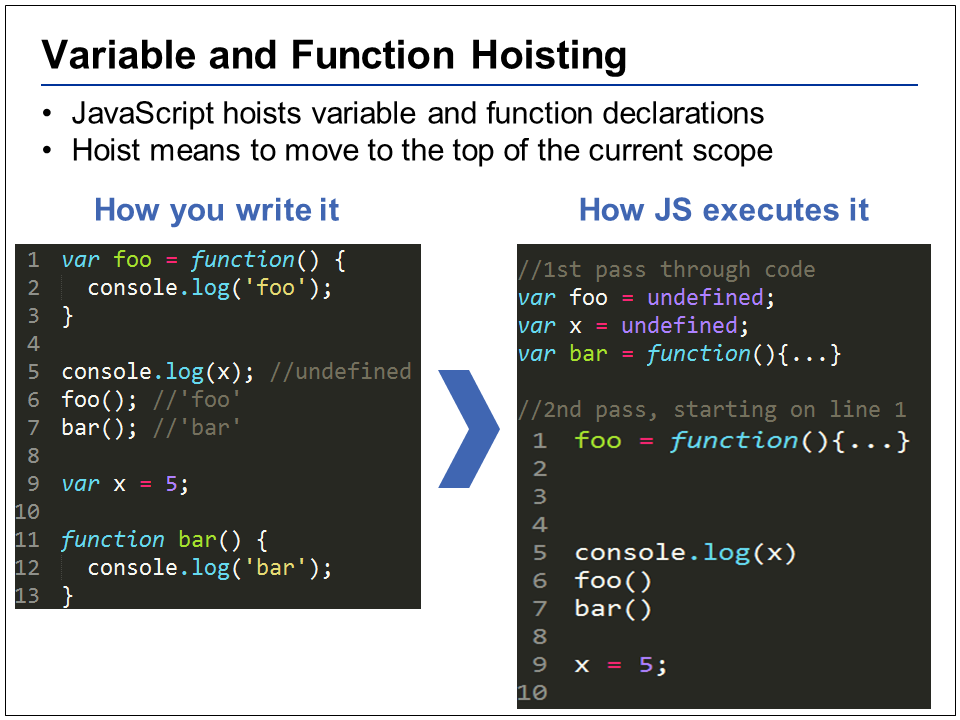 Variable and Function Hoisting
• JavaScript hoists variable and function declarations
• Hoist means to move to the top of the current scope
How you write it
1 var foo = function() {
2   console.log('foo');
3 }
4
5 console.log(x); //undefined
6 foo(); //'foo'
7 bar(); //'bar'
8
9 var x = 5;
10
11 function bar() {
12   console.log('bar');
13 }
How JS executes it
//1st pass through code
var foo = undefined;
var x = undefined;
var bar = function(){...}
//2nd pass, starting on line 1
1 foo = function(){...}
2
3
4
5 console.log(x)
6 foo()
7 bar()
8
9 x = 5;
10